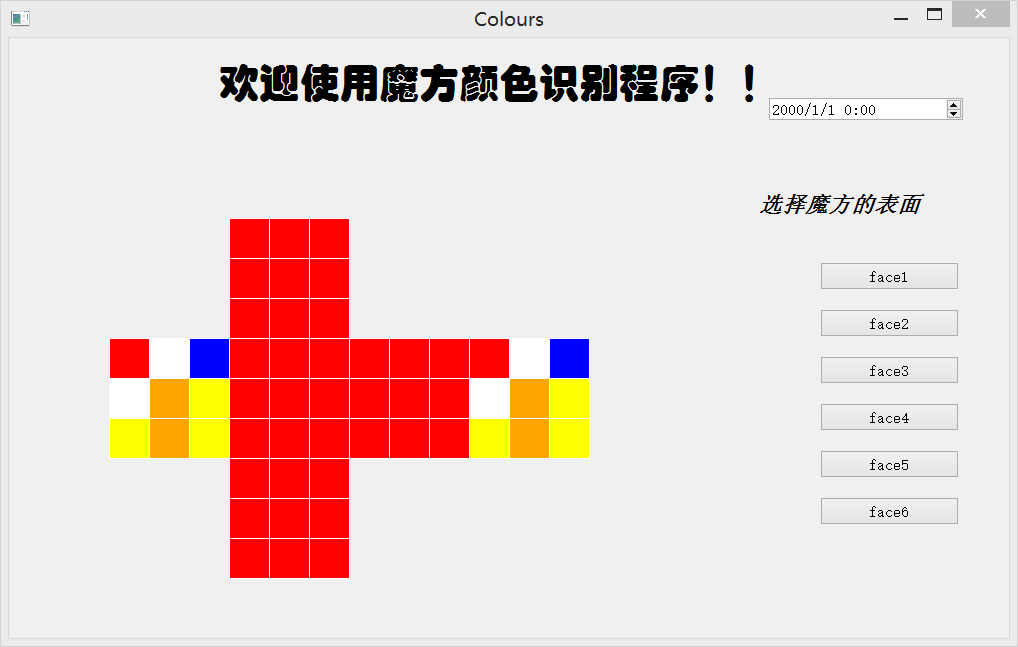 Colours
欢迎使用魔方颜色识别程序！！
2000/1/1 0:00
选择魔方的表面
face1
face2
face3
face4
face5
face6